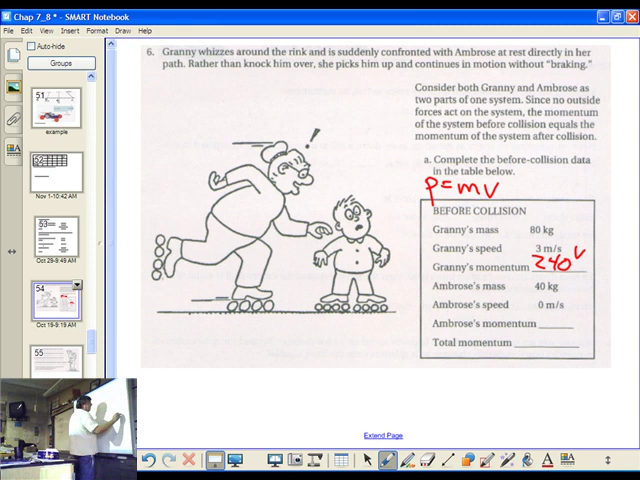 Chap 7_8 * - SMART Notebook
File Edit View Insert Format Draw Help
Auto-hide
Groups
51
example
52
Nov 1-10:42 AM
53
Oct 29-9:49 AM
54
Oct 19-9:19 AM
55
6. Granny whizzes around the rink and is suddenly confronted with Ambrose at rest directly in her
path. Rather than knock him over, she picks him up and continues in motion without "braking."
Consider both Granny and Ambrose as
two parts of one system. Since no outside
forces act on the system, the momentum
of the system before collision equals the
momentum of the system after collision.
a. Complete the before-collision data
in the table below.
p=mv
!
BEFORE COLLISION
Granny's mass 80 kg
Granny's speed 3 m/s
Granny's momentum 240
Ambrose's mass 40 kg
Ambrose's speed 0 m/s
Ambrose's momentum
Total momentum
Extend Page